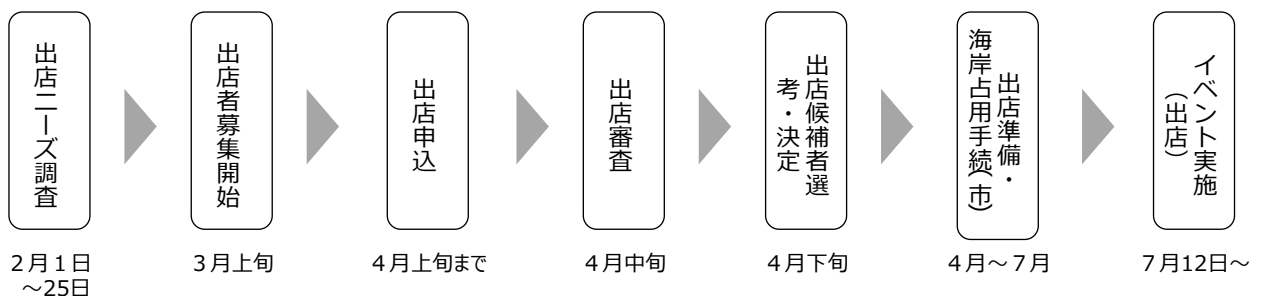 出店ニーズ調査
出店者募集開始
出店申込
出店審査
出店候補者選
考・決定
出店準備・
海岸占用手続(市)
イベント実施
(出店)
2月1日
~25日
3月上旬
4月上旬まで
4月中旬
4月下旬
4月~7月
7月12日~